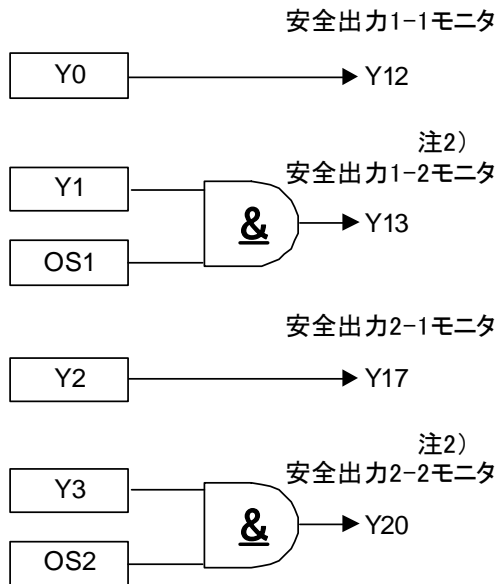 安全出力1-1モニタ
Y0
Y12
注2)
安全出力1-2モニタ
Y1
&
Y13
OS1
安全出力2-1モニタ
Y2
Y17
注2)
安全出力2-2モニタ
Y3
&
Y20
OS2